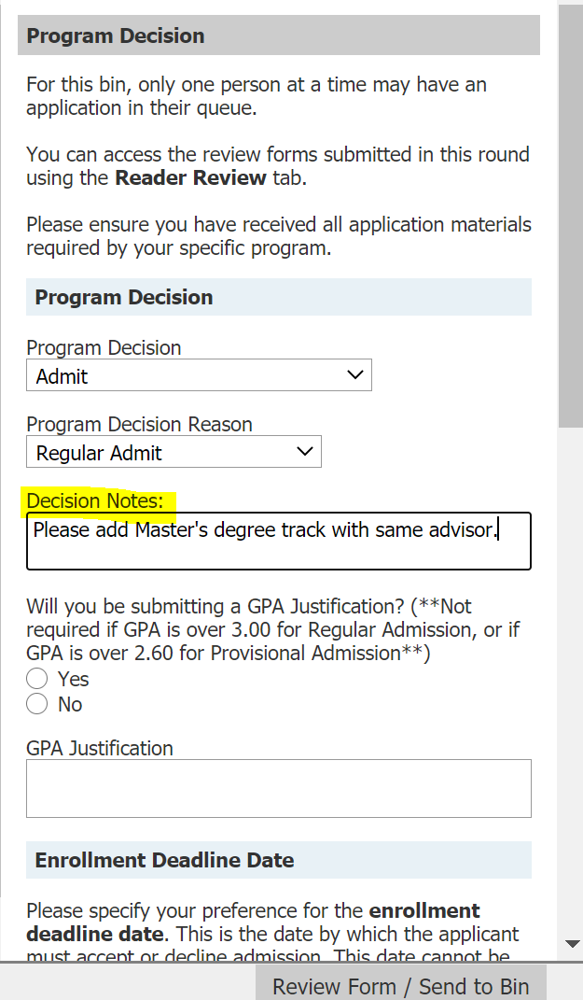 Program Decision
For this bin, only one person at a time may have an
application in their queue.
You can access the review forms submitted in this round
using the Reader Review tab.
Please ensure you have received all application materials
required by your specific program.
Program Decision
Program Decision
Admit
Program Decision Reason
Regular Admit
Decision Notes:
Please add Master's degree track with same advisor.
Will you be submitting a GPA Justification? (**Not
required if GPA is over 3.00 for Regular Admission, or if
GPA is over 2.60 for Provisional Admission**)
Yes
No
GPA Justification
Enrollment Deadline Date
Please specify your preference for the enrollment
deadline date. This is the date by which the applicant
must accept or decline admission. This date cannot be
Review Form / Send to Bin